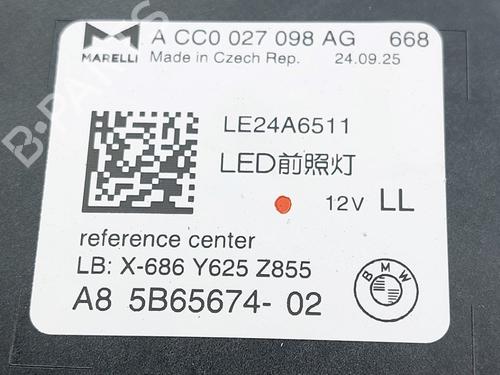 A CC0 027 098 AG 668
MARELLI Made in Czech Rep. 24.09.25
LE24A6511
LED前照灯
12V LL
reference center
LB: X-686 Y625 Z855
A8 5B65674- 02
BMW
B-PARTS